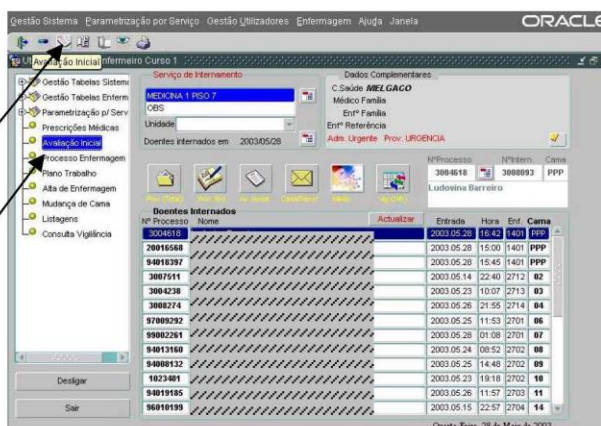 Gestão Sistema Parametrização por Serviço Gestão Utilizadores Enfermagem Ajuda Janela
ORACLE
Avaliação Inicial nfermeiro Curso 1
Gestão Tabelas Sistema
Gestão Tabelas Enferm
Parametrização p/ Serv
Prescrições Médicas
Avaliação Inicial
Processo Enfermagem
Plano Trabalho
Alta de Enfermagem
Mudança de Cama
Listagens
Consulta Vigilância
Desligar
Sair
Serviço de Internamento
MEDICINA 1 PISO 7
OBS
Unidade
Doentes internados em 2003/05/28
Dados Complementares
C.Saúde MELGACO
Médico Família
Enfº Família
Enfº Referência
Adm. Urgente Prov. URGENCIA
NºProcesso NºIntern. Cama
3004618 3008093 PPP
Ludovina Barreiro
Doentes Internados
Actualizar
Nº Processo Nome Entrada Hora Enf. Cama
3004618 2003.05.28 16:42 1401 PPP
20016568 2003.05.28 15:00 1401 PPP
94018397 2003.05.28 15:45 1401 PPP
3007511 2003.05.14 22:40 2712 02
3004238 2003.05.23 10:07 2713 03
3008274 2003.05.26 21:55 2714 04
97009292 2003.05.25 11:53 2701 06
99002261 2003.05.28 01:08 2701 07
94013160 2003.05.24 08:52 2702 08
94008132 2003.05.25 14:48 2702 09
1023401 2003.05.23 19:18 2702 10
94019185 2003.05.26 11:57 2703 11
96010199 2003.05.15 22:57 2704 14
Quarta-Feira, 28 de Maio de 2003